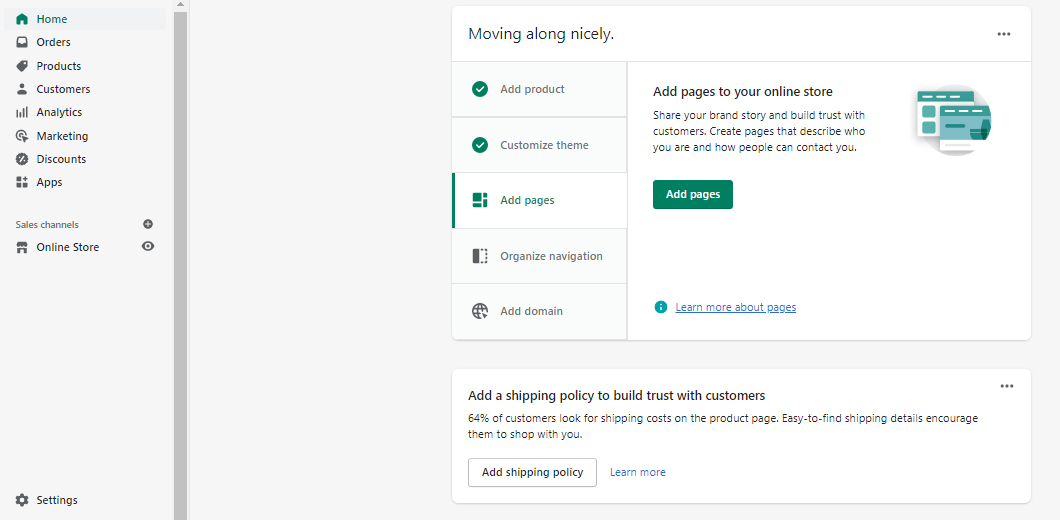 Home
Orders
Products
Customers
Analytics
Marketing
Discounts
Apps
Sales channels
Online Store
Settings
Moving along nicely.
Add product
Customize theme
Add pages
Organize navigation
Add domain
Add pages to your online store
Share your brand story and build trust with
customers. Create pages that describe who
you are and how people can contact you.
Add pages
Learn more about pages
Add a shipping policy to build trust with customers
64% of customers look for shipping costs on the product page. Easy-to-find shipping details encourage
them to shop with you.
Add shipping policy
Learn more